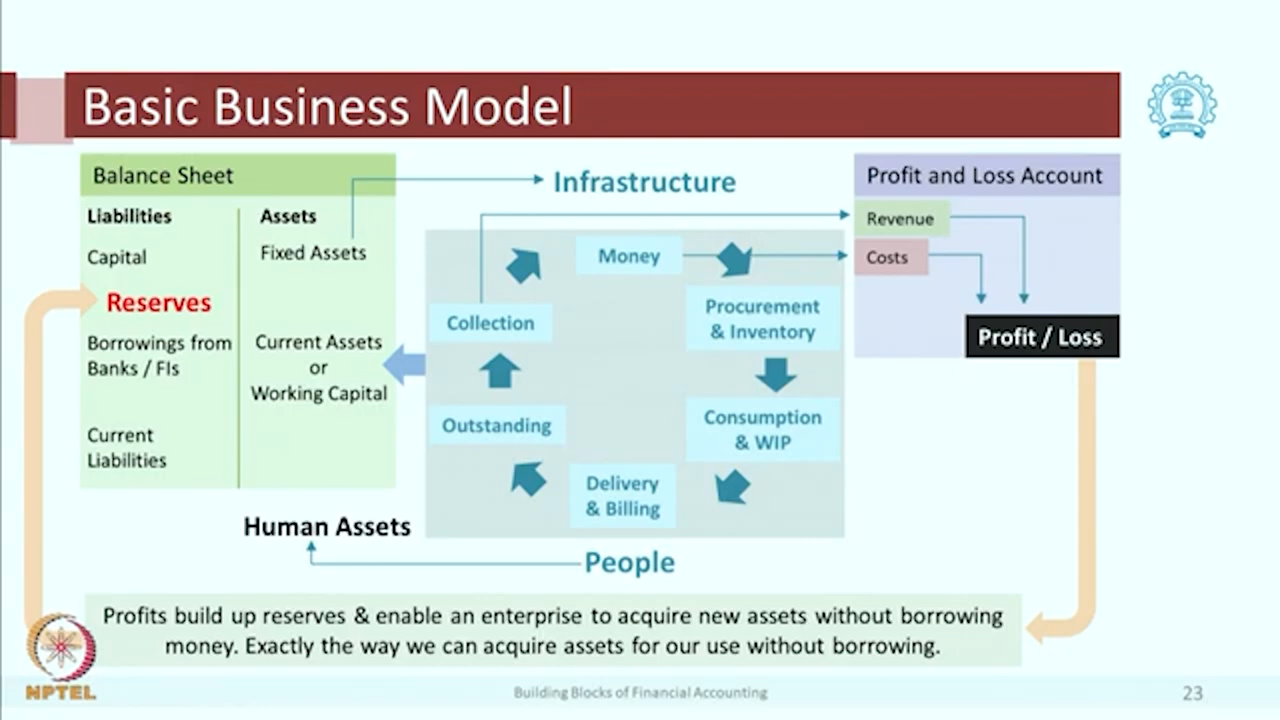 Basic Business Model
Balance Sheet
Liabilities
Assets
Capital
Fixed Assets
Reserves
Borrowings from
Banks / FIs
Current Assets
or
Working Capital
Current
Liabilities
Human Assets
Infrastructure
Money
Procurement
& Inventory
Consumption
& WIP
Delivery
& Billing
Outstanding
Collection
People
Profit and Loss Account
Revenue
Costs
Profit / Loss
Profits build up reserves & enable an enterprise to acquire new assets without borrowing
money. Exactly the way we can acquire assets for our use without borrowing.
NPTEL
Building Blocks of Financial Accounting
23